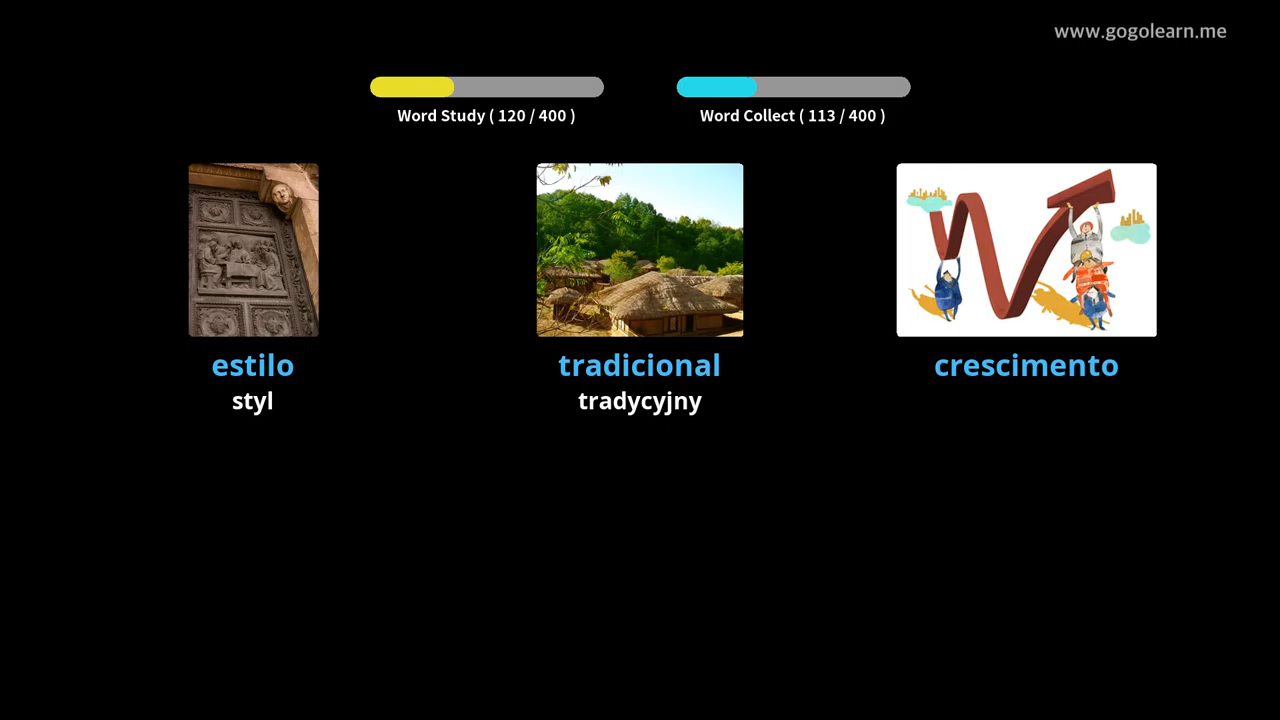 www.gogolearn.me
Word Study ( 120 / 400 )
Word Collect ( 113 / 400 )
estilo
styl
tradicional
tradycyjny
crescimento